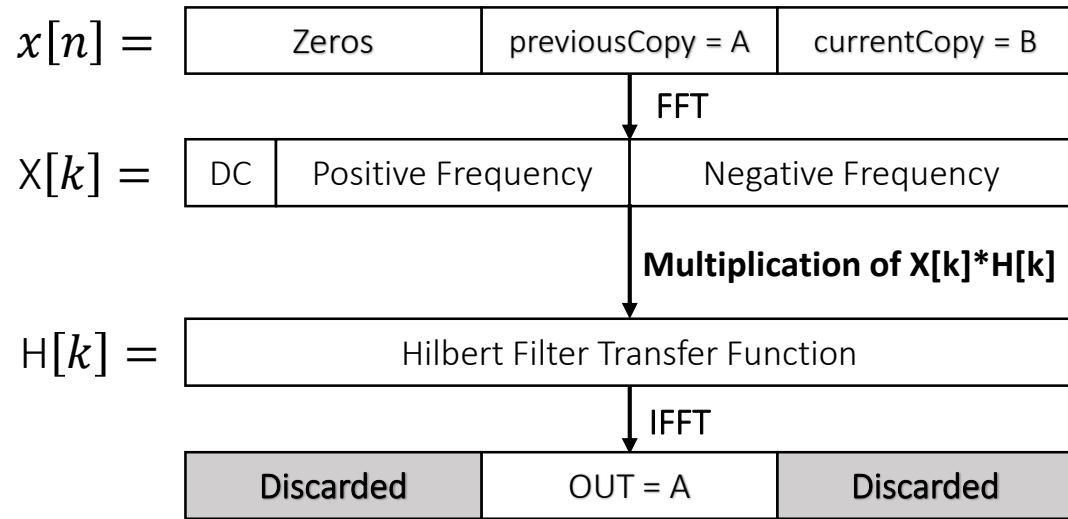 x[n] = Zeros previousCopy = A currentCopy = B
FFT
X[k] = DC Positive Frequency Negative Frequency
Multiplication of X[k]*H[k]
H[k] = Hilbert Filter Transfer Function
IFFT
Discarded OUT = A Discarded